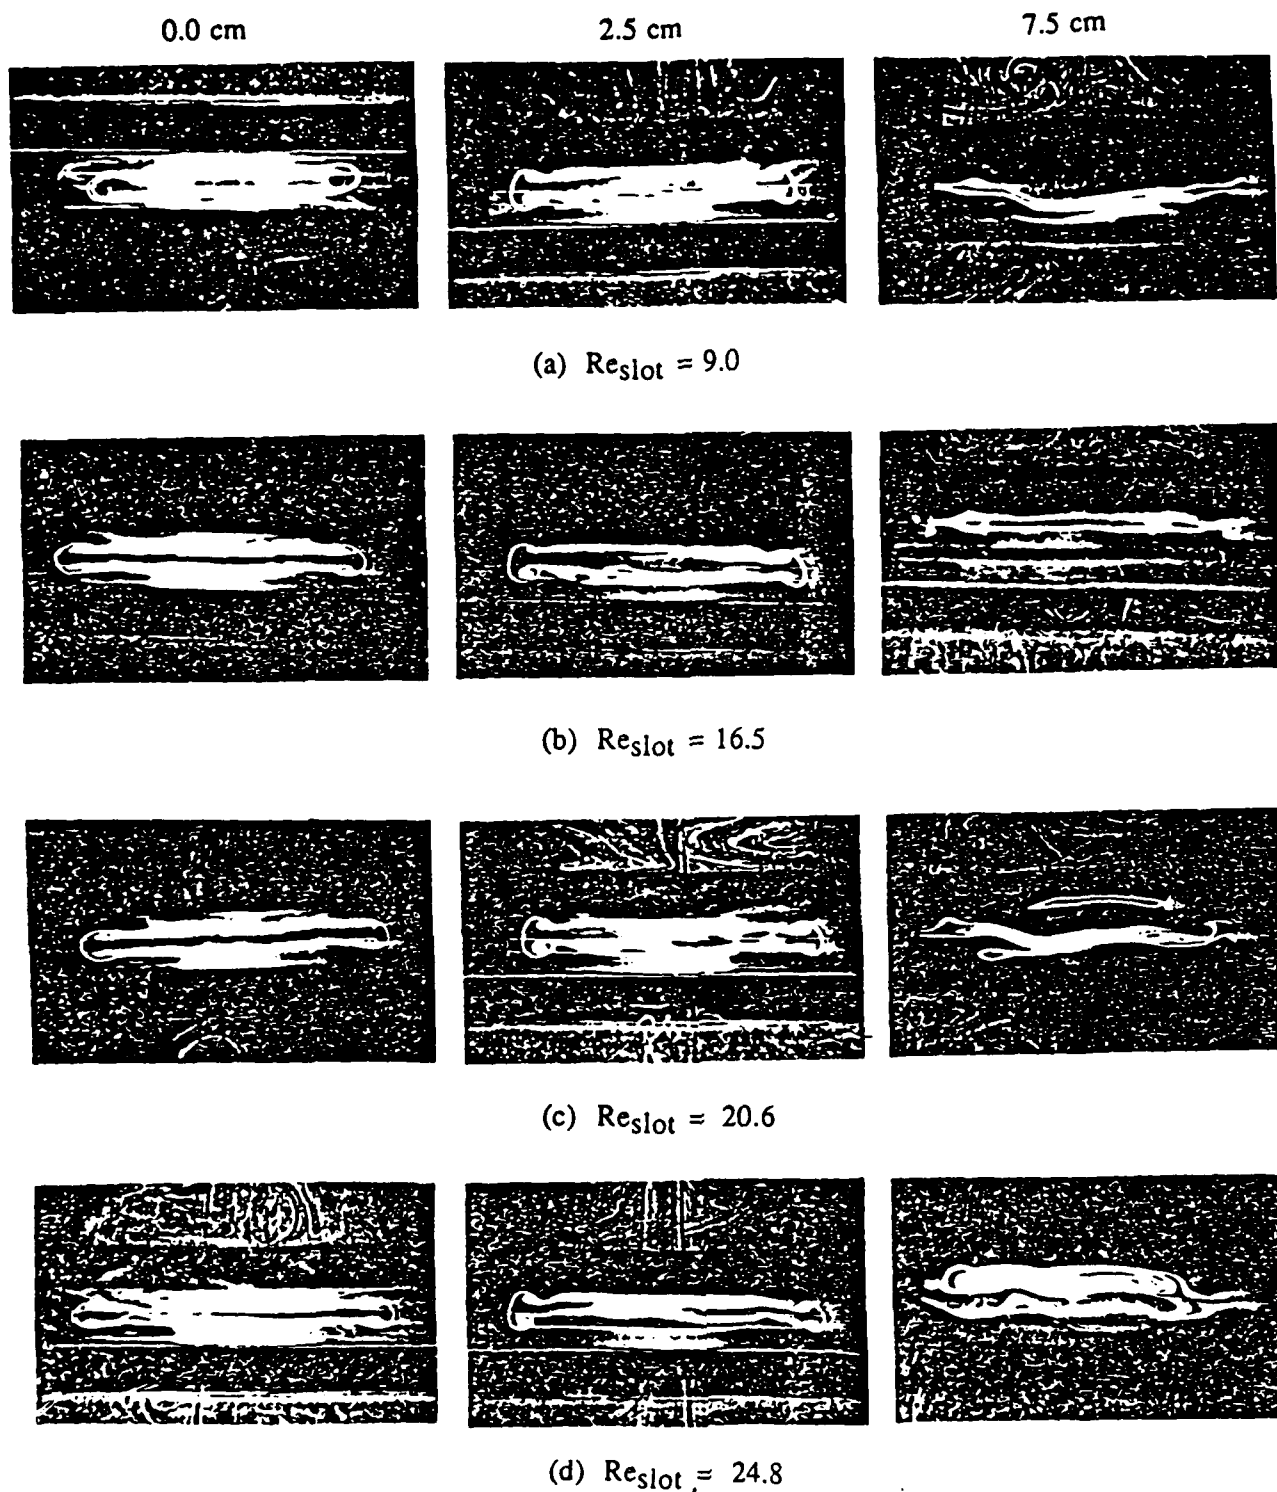 0.0 cm 2.5 cm 7.5 cm
(a) Reslot = 9.0
(b) Reslot = 16.5
(c) Reslot = 20.6
(d) Reslot = 24.8